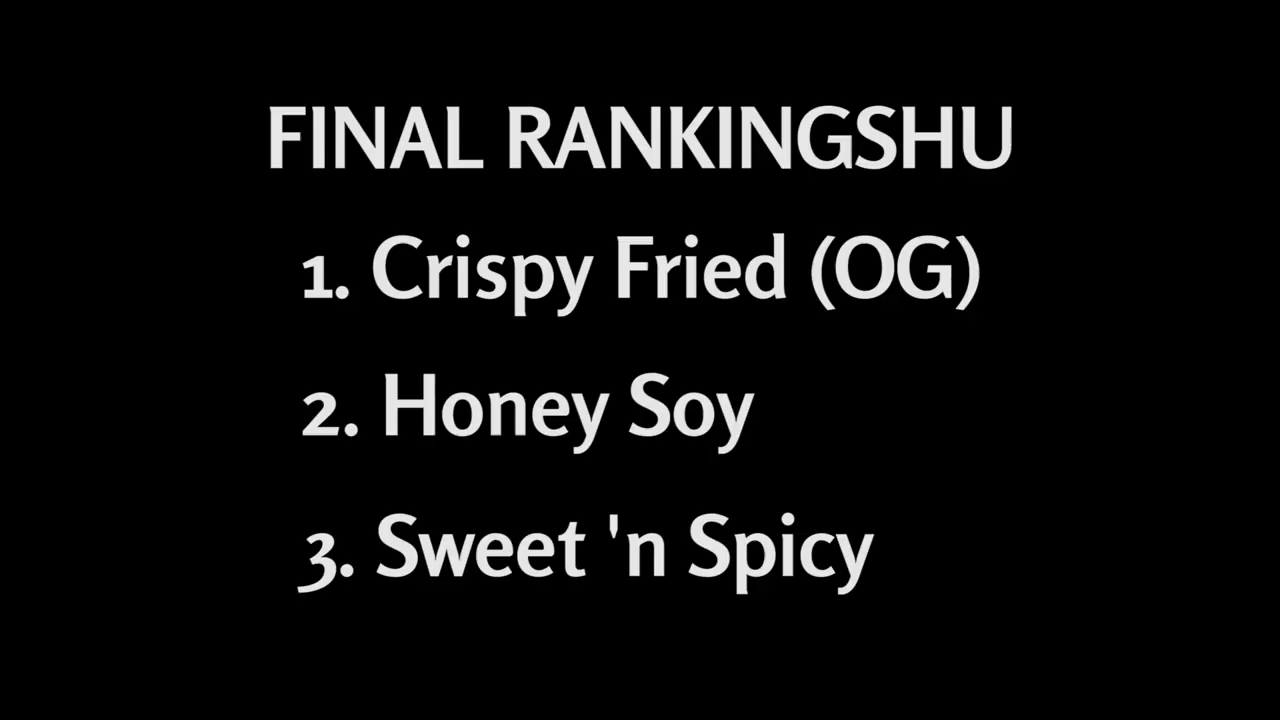 FINAL RANKINGSHU
1. Crispy Fried (OG)
2. Honey Soy
3. Sweet 'n Spicy